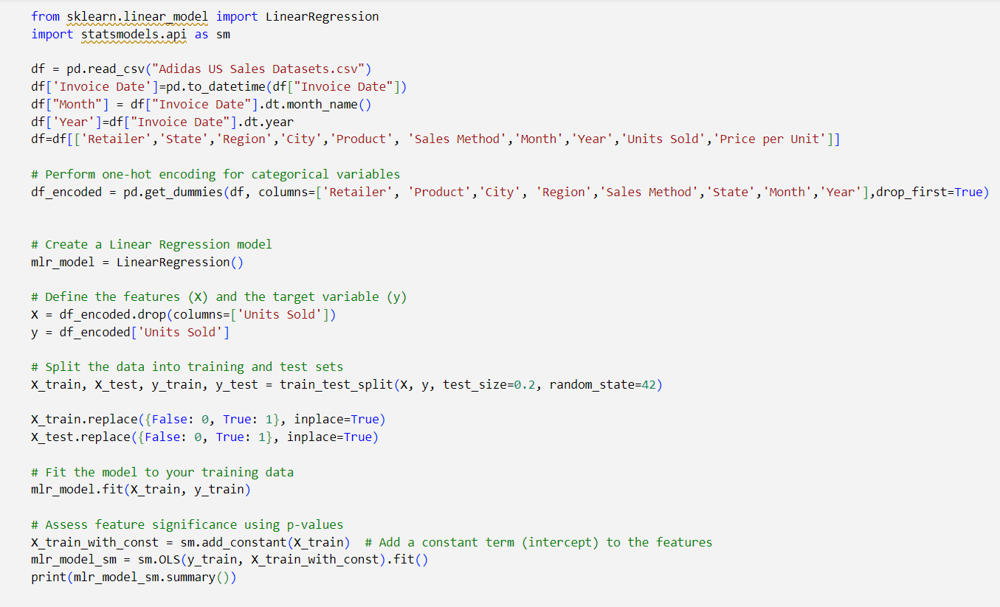 from sklearn.linear_model import LinearRegression
import statsmodels.api as sm
df = pd.read_csv("Adidas US Sales Datasets.csv")
df['Invoice Date']=pd.to_datetime(df["Invoice Date"])
df["Month"] = df["Invoice Date"].dt.month_name()
df['Year']=df["Invoice Date"].dt.year
df=df[['Retailer','State','Region','City','Product', 'Sales Method','Month','Year','Units Sold','Price per Unit']]
# Perform one-hot encoding for categorical variables
df_encoded = pd.get_dummies(df, columns=['Retailer', 'Product','City', 'Region','Sales Method','State','Month','Year'],drop_first=True)
# Create a Linear Regression model
mlr_model = LinearRegression()
# Define the features (X) and the target variable (y)
X = df_encoded.drop(columns=['Units Sold'])
y = df_encoded['Units Sold']
# Split the data into training and test sets
X_train, X_test, y_train, y_test = train_test_split(X, y, test_size=0.2, random_state=42)
X_train.replace({False: 0, True: 1}, inplace=True)
X_test.replace({False: 0, True: 1}, inplace=True)
# Fit the model to your training data
mlr_model.fit(X_train, y_train)
# Assess feature significance using p-values
X_train_with_const = sm.add_constant(X_train)  # Add a constant term (intercept) to the features
mlr_model_sm = sm.OLS(y_train, X_train_with_const).fit()
print(mlr_model_sm.summary())